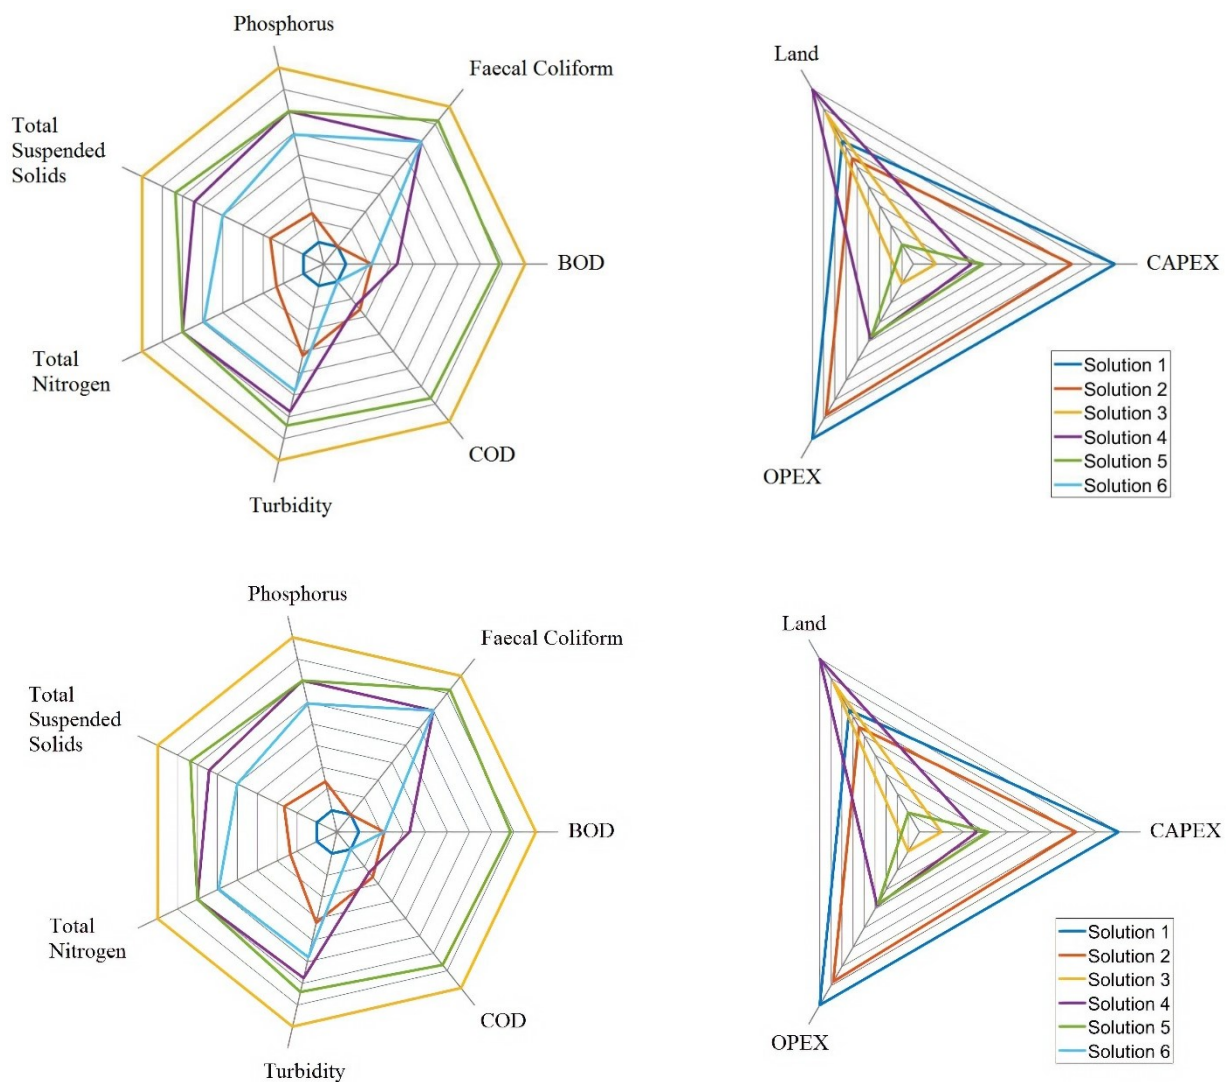 Phosphorus
Faecal Coliform
Total
Suspended
Solids
BOD
Total
Nitrogen
COD
Turbidity
Land
CAPEX
OPEX
Solution 1
Solution 2
Solution 3
Solution 4
Solution 5
Solution 6
Phosphorus
Faecal Coliform
Total
Suspended
Solids
BOD
Total
Nitrogen
COD
Turbidity
Land
CAPEX
OPEX
Solution 1
Solution 2
Solution 3
Solution 4
Solution 5
Solution 6